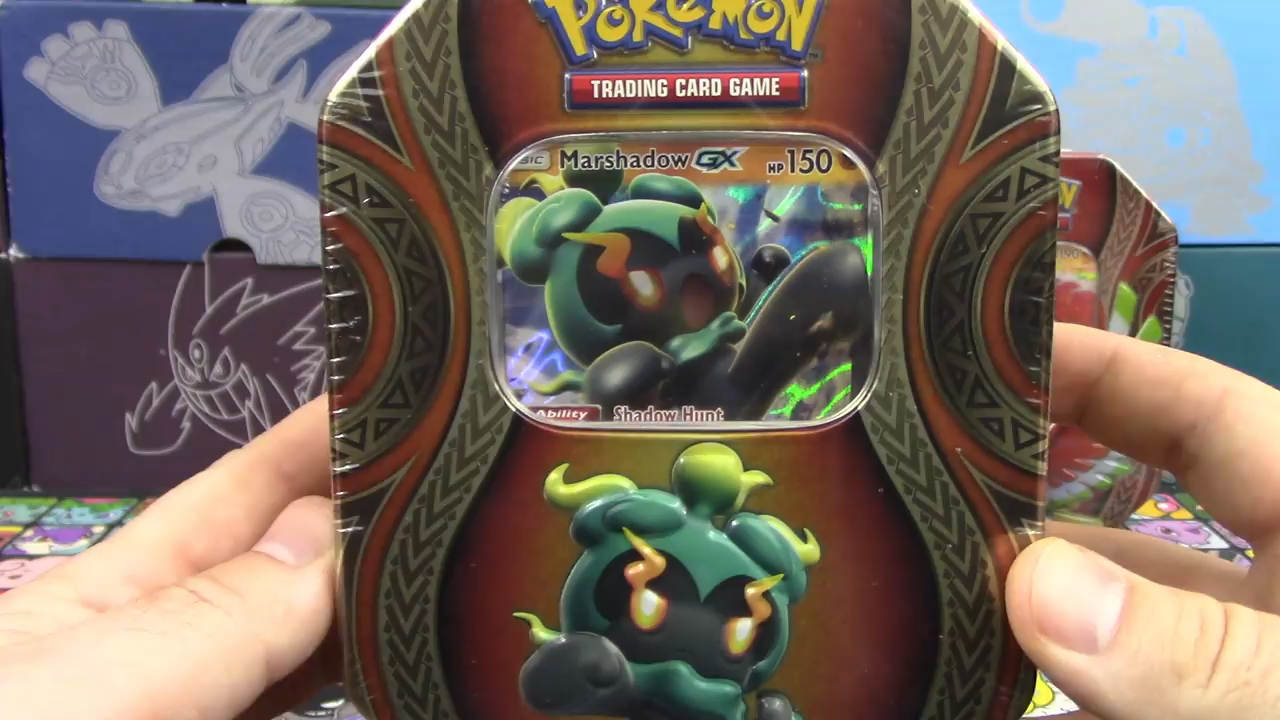 POKéMON
TRADING CARD GAME
Marshadow GX HP 150
Ability Shadow Hunt